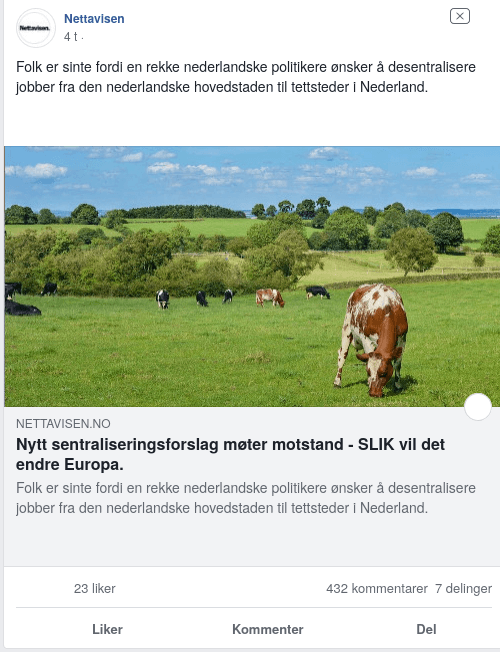 Nettavisen.
Nettavisen
4 t ·
Folk er sinte fordi en rekke nederlandske politikere ønsker å desentralisere
jobber fra den nederlandske hovedstaden til tettsteder i Nederland.
NETTAVISEN.NO
Nytt sentraliseringsforslag møter motstand - SLIK vil det
endre Europa.
Folk er sinte fordi en rekke nederlandske politikere ønsker å desentralisere
jobber fra den nederlandske hovedstaden til tettsteder i Nederland.
23 liker 432 kommentarer 7 delinger
Liker Kommenter Del